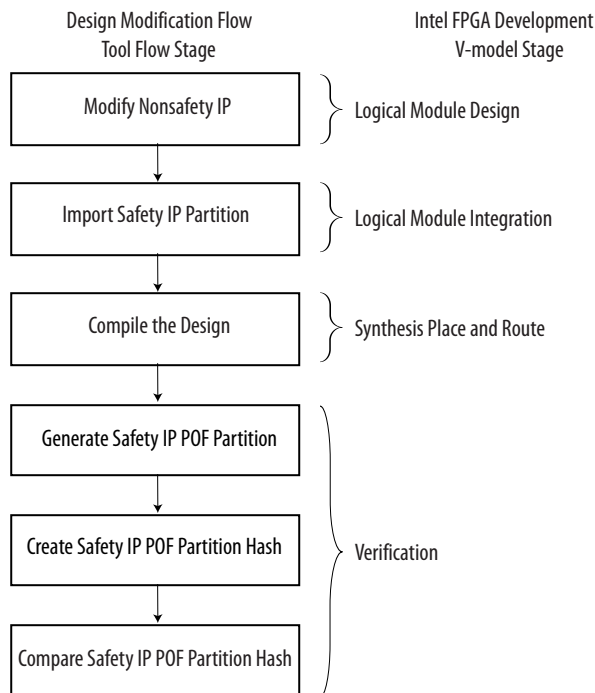 Design Modification Flow
Tool Flow Stage
Intel FPGA Development
V-model Stage
Modify Nonsafety IP
Logical Module Design
Import Safety IP Partition
Logical Module Integration
Compile the Design
Synthesis Place and Route
Generate Safety IP POF Partition
Create Safety IP POF Partition Hash
Verification
Compare Safety IP POF Partition Hash